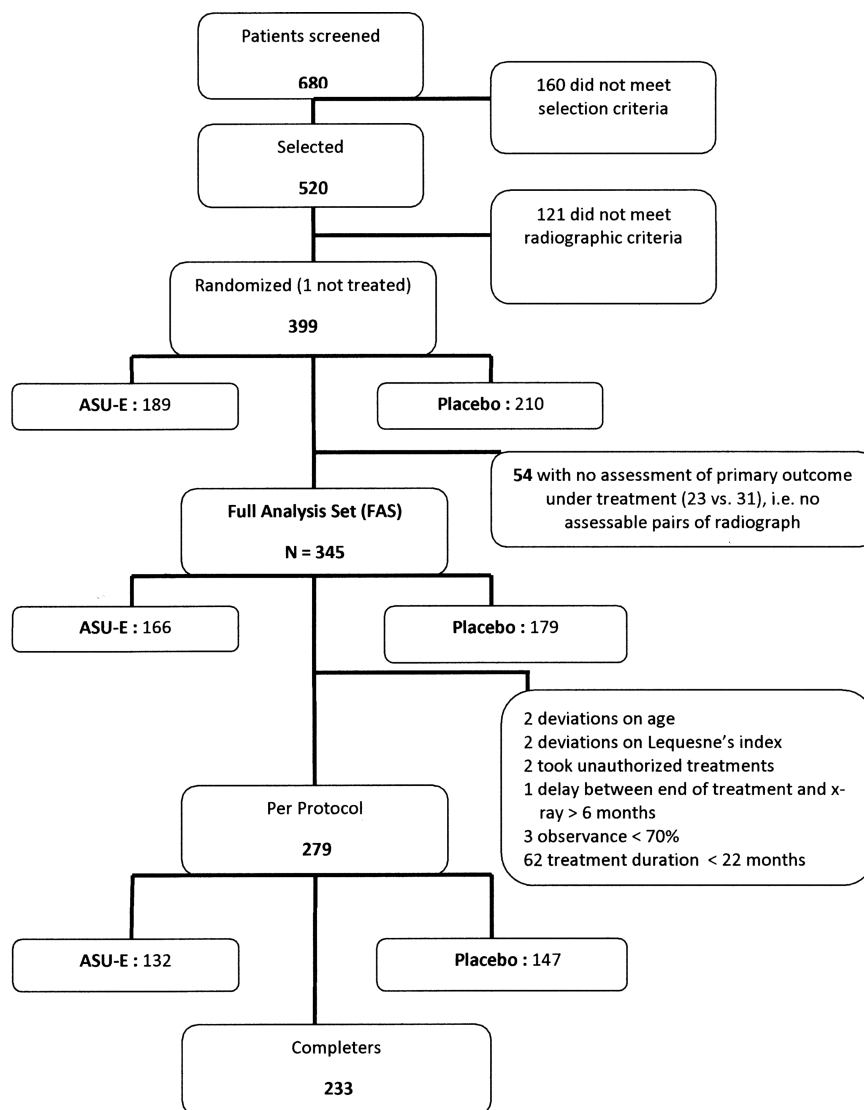 Patients screened
680
160 did not meet
selection criteria
Selected
520
121 did not meet
radiographic criteria
Randomized (1 not treated)
399
ASU-E : 189
Placebo : 210
54 with no assessment of primary outcome
under treatment (23 vs. 31), i.e. no
assessable pairs of radiograph
Full Analysis Set (FAS)
N = 345
ASU-E : 166
Placebo : 179
2 deviations on age
2 deviations on Lequesne's index
2 took unauthorized treatments
1 delay between end of treatment and x-
ray > 6 months
3 observance < 70%
62 treatment duration < 22 months
Per Protocol
279
ASU-E : 132
Placebo : 147
Completers
233